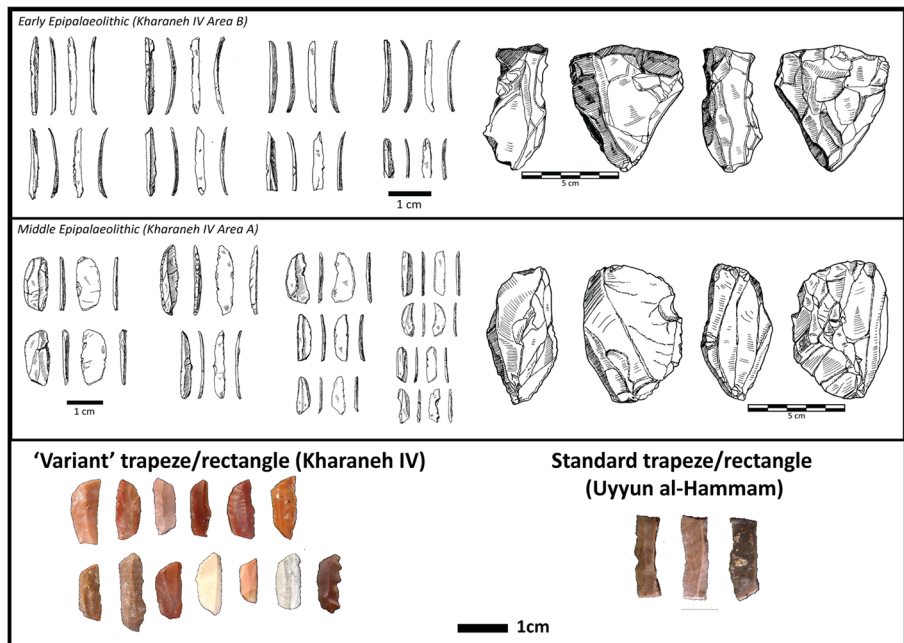 Early Epipalaeolithic (Kharaneh IV Area B)
1 cm
5 cm
Middle Epipalaeolithic (Kharaneh IV Area A)
1 cm
5 cm
‘Variant’ trapeze/rectangle (Kharaneh IV)
Standard trapeze/rectangle
(Uyyun al-Hammam)
1cm